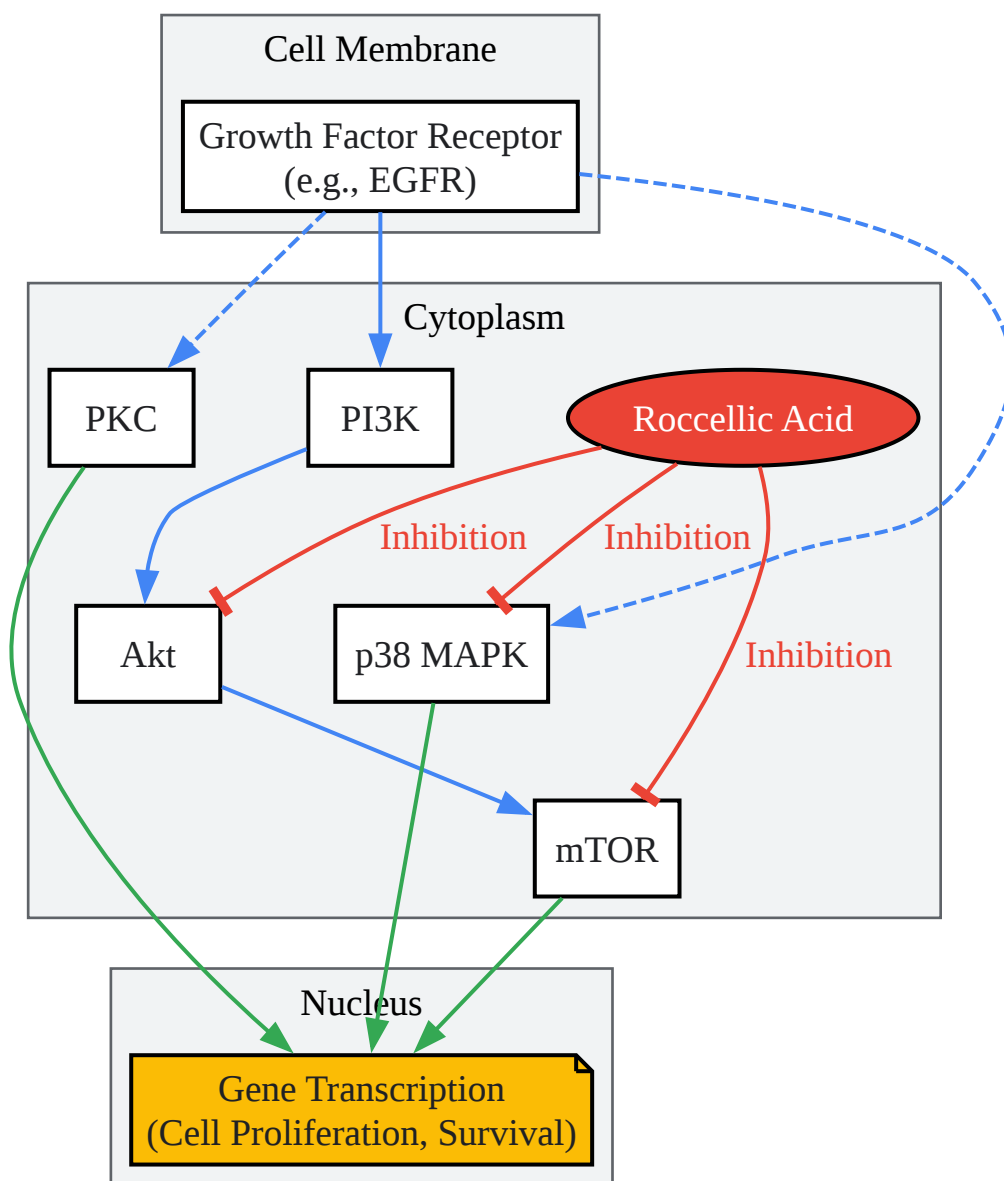 Cell Membrane
Growth Factor Receptor
(e.g., EGFR)
Cytoplasm
PKC
PI3K
Roccellic Acid
Inhibition
Inhibition
Inhibition
Akt
p38 MAPK
mTOR
Nucleus
Gene Transcription
(Cell Proliferation, Survival)